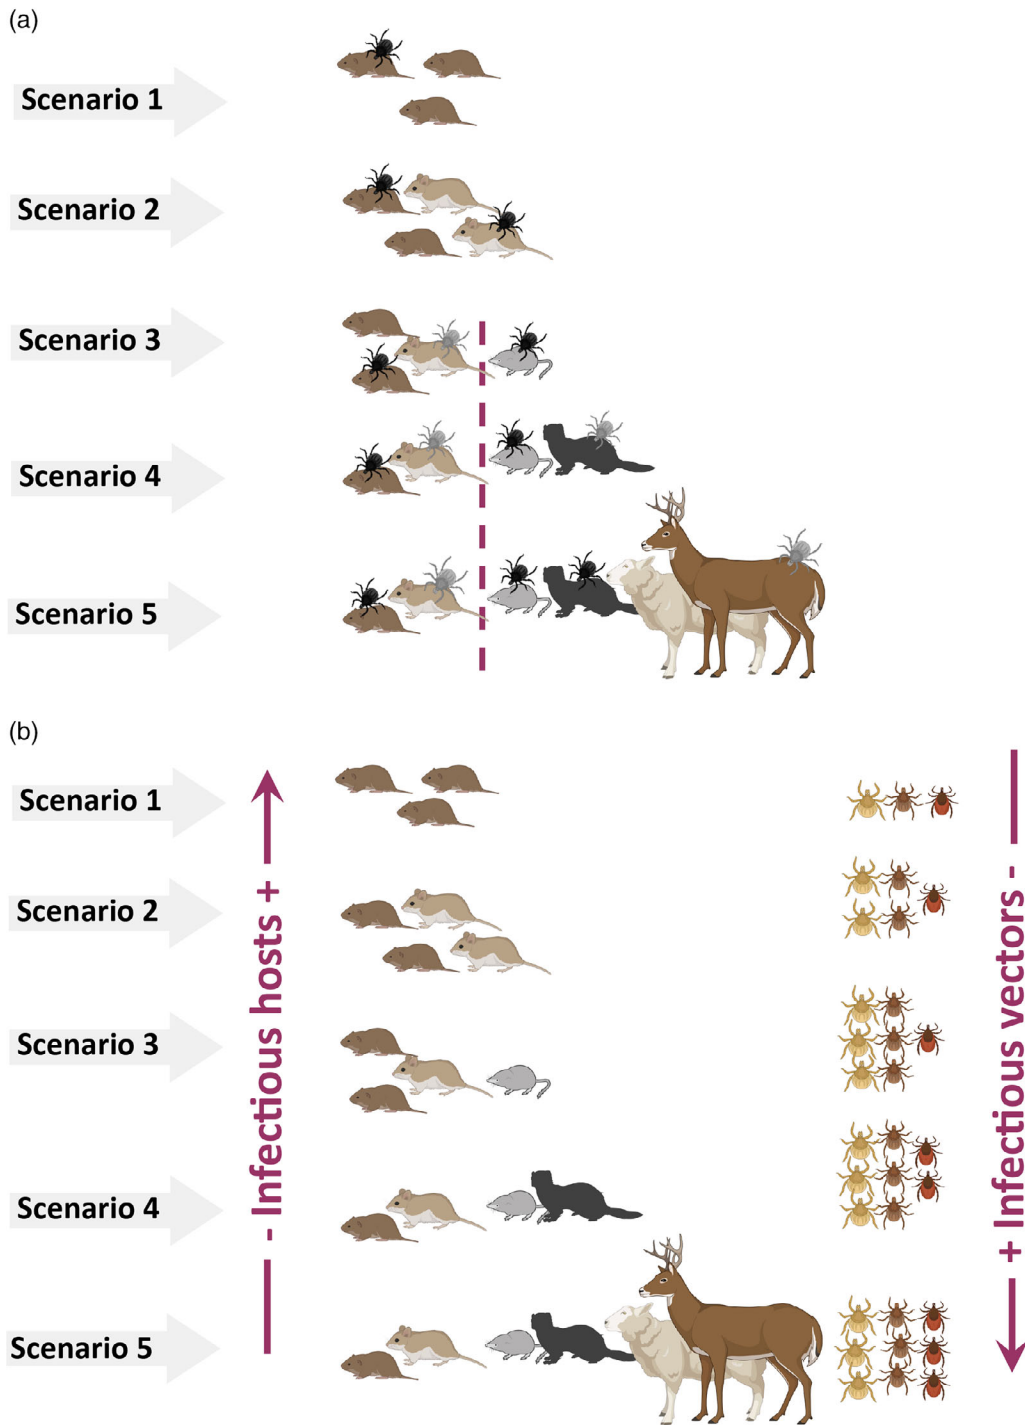 (a)
Scenario 1
Scenario 2
Scenario 3
Scenario 4
Scenario 5
(b)
Scenario 1
Scenario 2
Scenario 3
Scenario 4
Scenario 5
- Infectious hosts +
+ Infectious vectors -